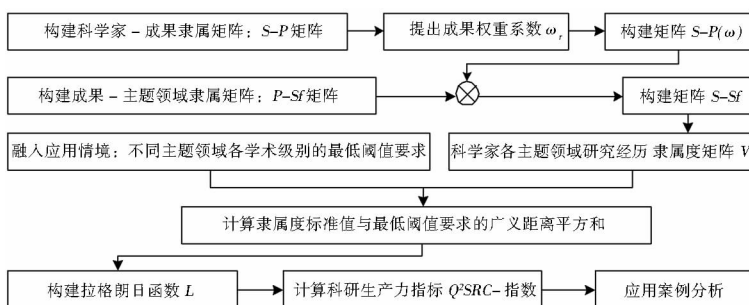 构建科学家－成果隶属矩阵：S-P矩阵
提出成果权重系数ωr
构建矩阵 S-P(ω)
构建成果－主题领域隶属矩阵：P-Sf矩阵
构建矩阵 S-Sf
融入应用情境：不同主题领域各学术级别的最低阈值要求
科学家各主题领域研究经历 隶属度矩阵 V
计算隶属度标准值与最低阈值要求的广义距离平方和
构建拉格朗日函数 L
计算科研生产力指标 Q²SRC-指数
应用案例分析